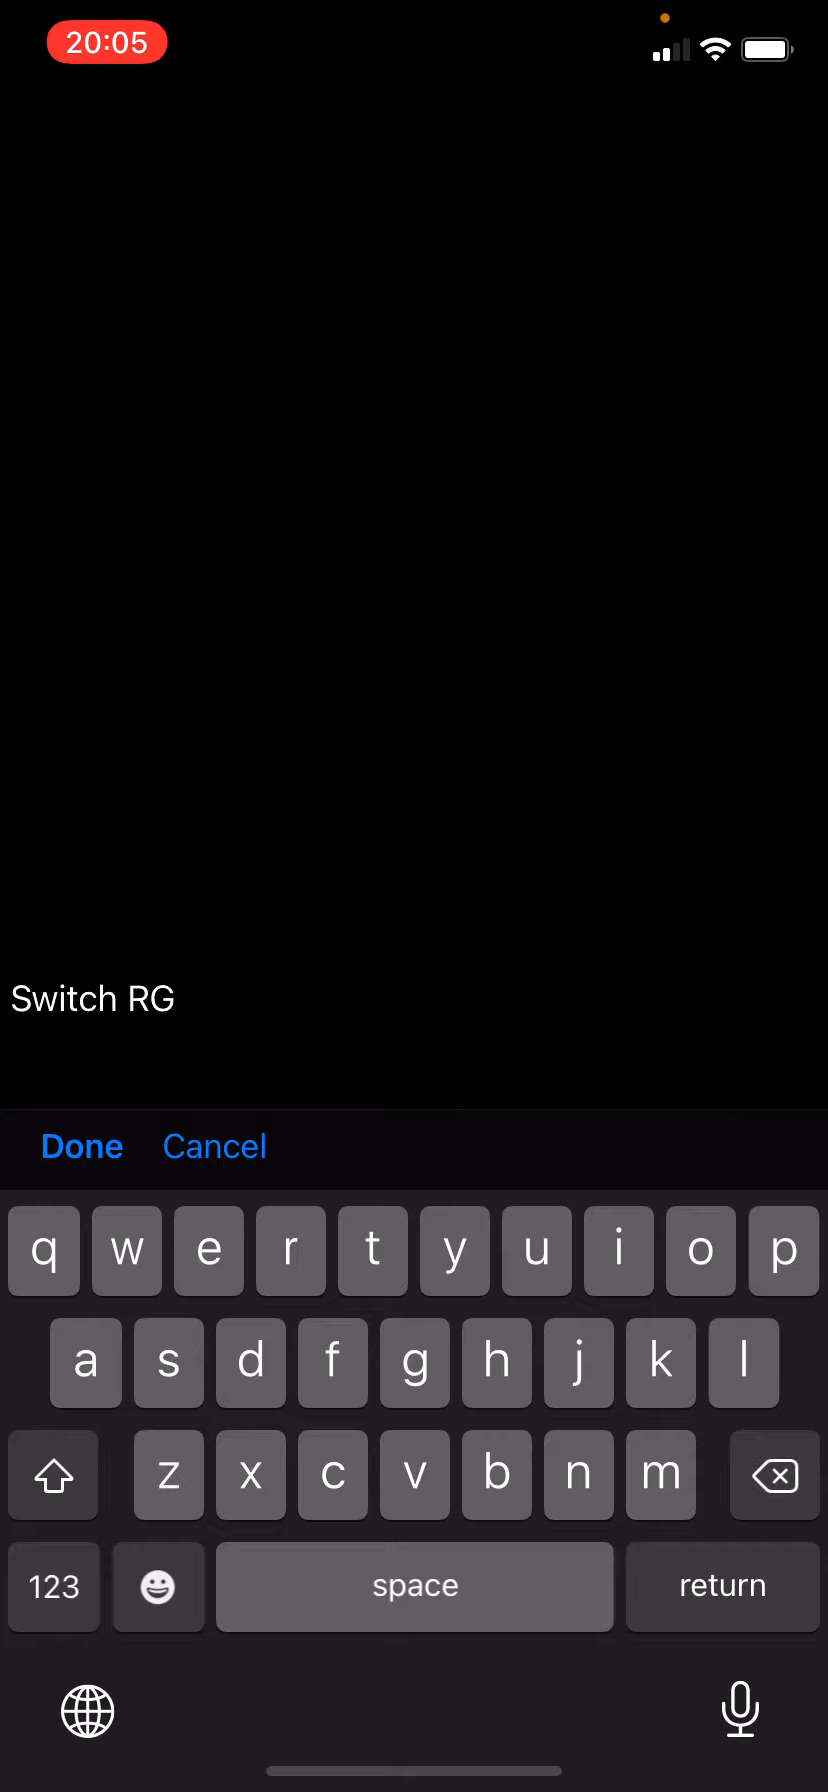 20:05
Switch RG
Done Cancel
q w e r t y u i o p
a s d f g h j k l
z x c v b n m
123 space return